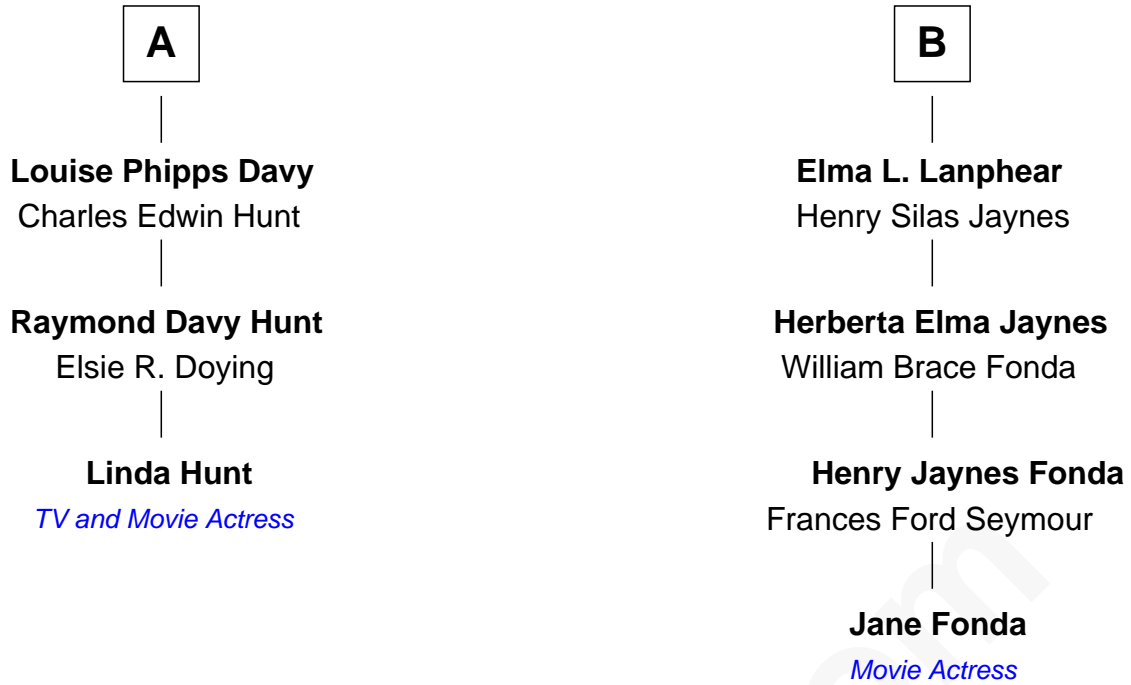 A
Louise Phipps Davy
Charles Edwin Hunt
Raymond Davy Hunt
Elsie R. Doying
Linda Hunt
TV and Movie Actress
B
Elma L. Lanphear
Henry Silas Jaynes
Herberta Elma Jaynes
William Brace Fonda
Henry Jaynes Fonda
Frances Ford Seymour
Jane Fonda
Movie Actress